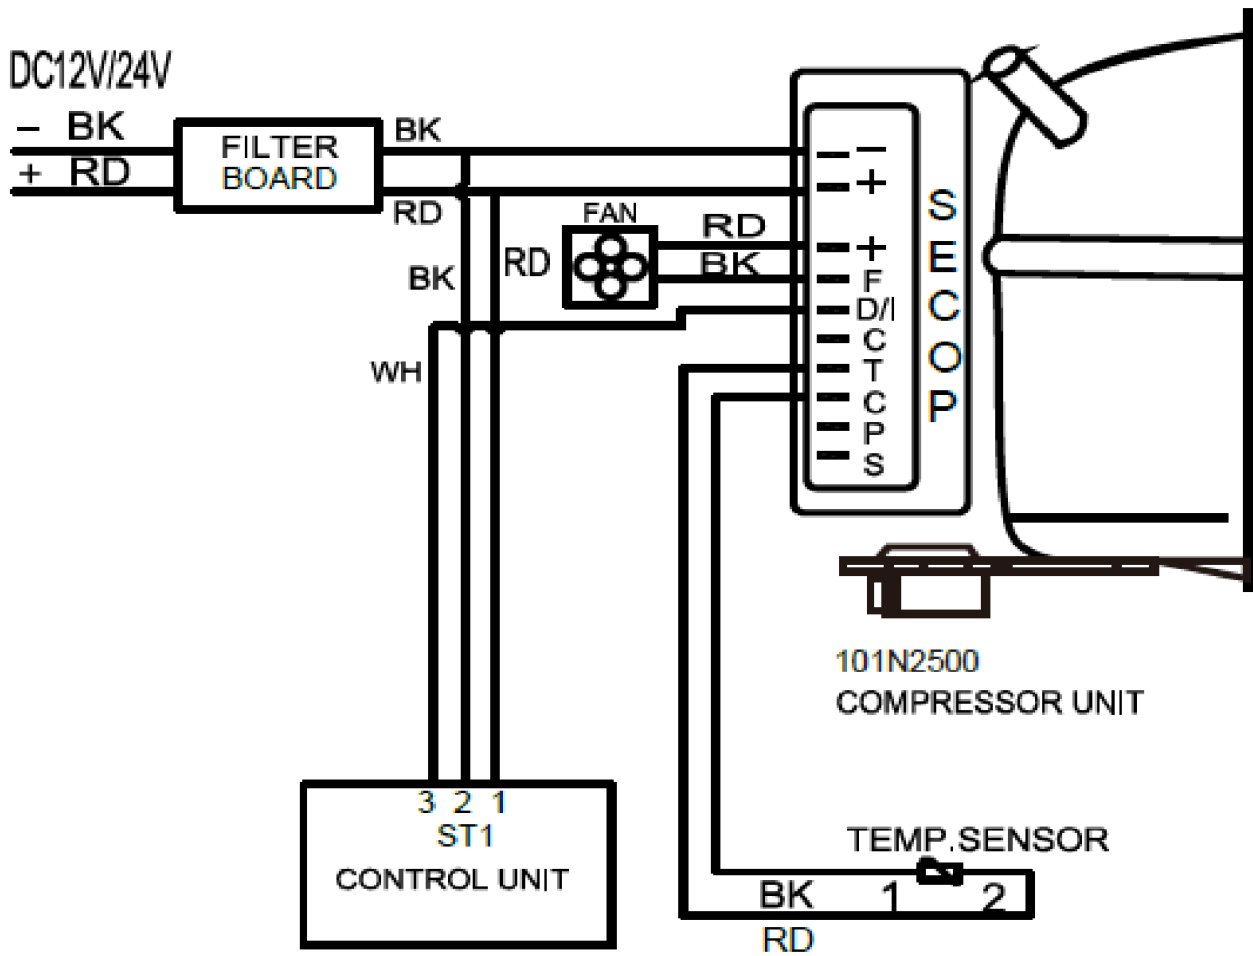 DC12V/24V
− BK
+ RD
FILTER
BOARD
BK
RD
FAN
RD
RD
BK
BK
WH
−
+
+
F
D/I
C
T
C
P
S
SECOP
101N2500
COMPRESSOR UNIT
3 2 1
ST1
CONTROL UNIT
TEMP.SENSOR
BK 1 2
RD